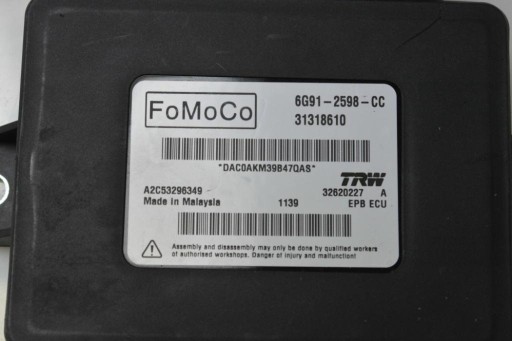 FoMoCo
6G91-2598-CC
31318610
*DAC0AKM39847QAS*
TRW
A2C53296349
32620227 A
Made in Malaysia
1139
EPB ECU
Assembly and disassembly may only be done by qualified workers
of authorised workshops. Danger of injury and malfunction!